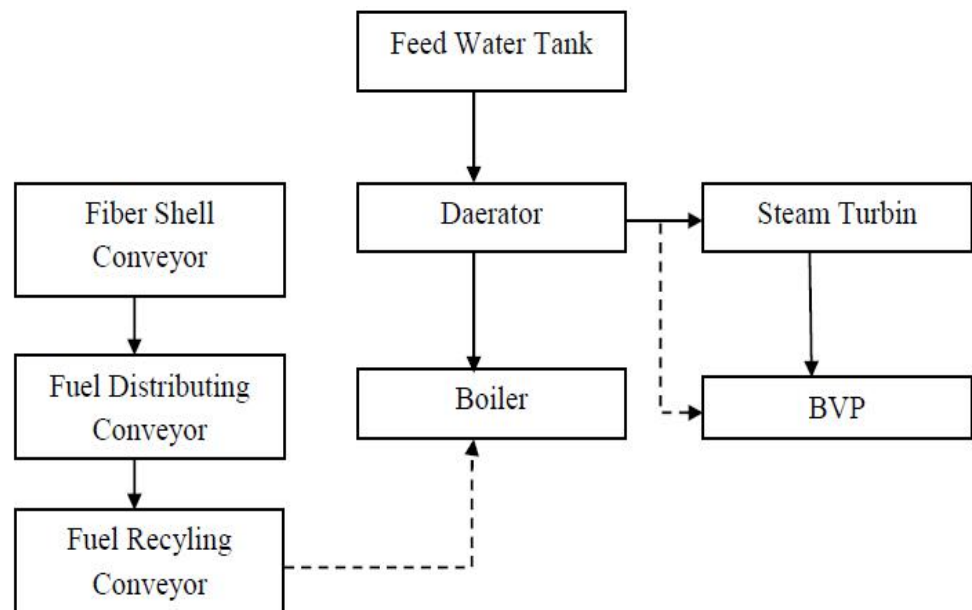 Feed Water Tank
Fiber Shell
Conveyor
Daerator
Steam Turbin
Fuel Distributing
Conveyor
Boiler
BVP
Fuel Recyling
Conveyor